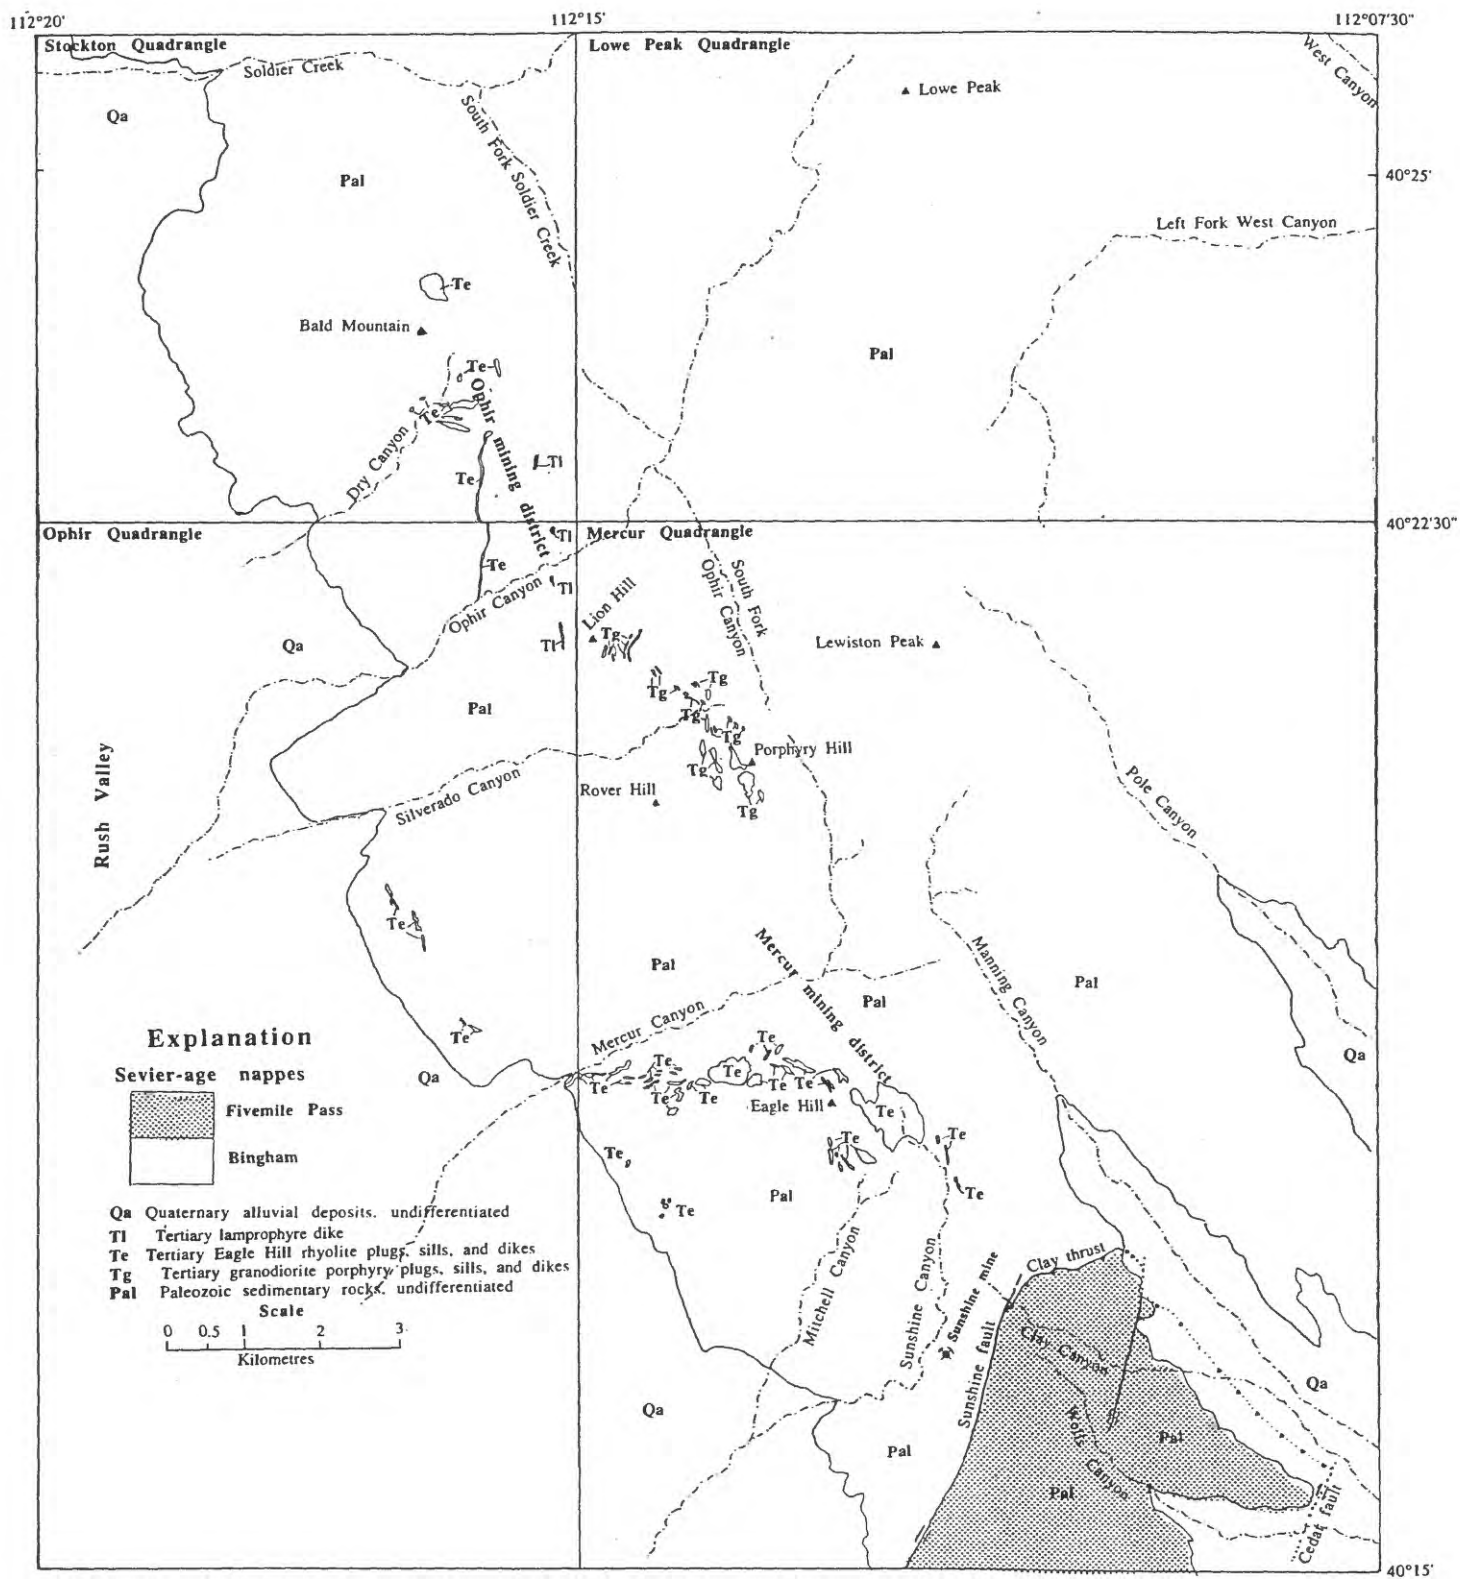 112°20'
112°15'
112°07'30"
Stockton Quadrangle
Lowe Peak Quadrangle
West Canyon
Soldier Creek
Lowe Peak
Qa
South Fork Soldier Creek
Pal
40°25'
Left Fork West Canyon
Te
Bald Mountain
Pal
Te
Te
Ophir mining district
Dry Canyon
Tl
Te
Ophir Quadrangle
Mercur Quadrangle
40°22'30"
Tl
Te
Tl
Ophir Canyon
Lion Hill
South Fork
Ophir Canyon
Qa
Tl
Tg
Lewiston Peak
Tg
Tg
Pal
Tg
Tg
Porphyry Hill
Tg
Rush Valley
Silverado Canyon
Rover Hill
Tg
Pole Canyon
Te
Mercur mining district
Manning Canyon
Pal
Pal
Pal
Mercur Canyon
Te
Te
Qa
Explanation
Sevier-age nappes
Fivemile Pass
Bingham
Qa
Te
Te
Te
Te
Te
Te
Te
Eagle Hill
Te
Te
Te
Te
Te
Pal
Te
Te
Qa Quaternary alluvial deposits, undifferentiated
Tl Tertiary lamprophyre dike
Te Tertiary Eagle Hill rhyolite plugs, sills, and dikes
Tg Tertiary granodiorite porphyry plugs, sills, and dikes
Pal Paleozoic sedimentary rocks, undifferentiated
Scale
0 0.5 1 2 3
Kilometres
Mitchell Canyon
Sunshine Canyon
Sunshine mine
Clay thrust
Sunshine fault
Clay Canyon
Wolfs Canyon
Qa
Qa
Pal
Pal
Pal
Cedar fault
40°15'